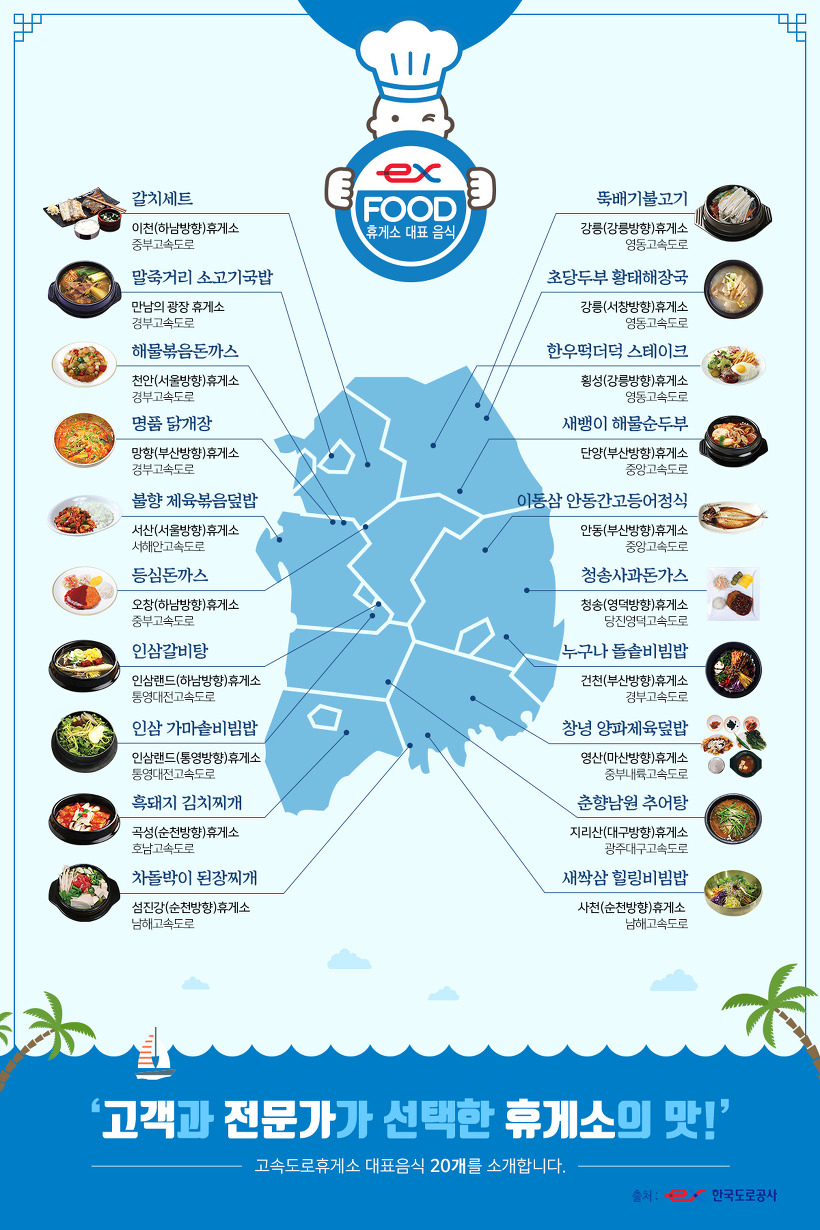 ex
FOOD
휴게소 대표 음식
갈치세트
이천(하남방향)휴게소
중부고속도로
말죽거리 소고기국밥
만남의 광장 휴게소
경부고속도로
해물볶음돈까스
천안(서울방향)휴게소
경부고속도로
명품 닭개장
망향(부산방향)휴게소
경부고속도로
불향 제육볶음덮밥
서산(서울방향)휴게소
서해안고속도로
등심돈까스
오창(하남방향)휴게소
중부고속도로
인삼갈비탕
인삼랜드(하남방향)휴게소
통영대전고속도로
인삼 가마솥비빔밥
인삼랜드(통영방향)휴게소
통영대전고속도로
흑돼지 김치찌개
곡성(순천방향)휴게소
호남고속도로
차돌박이 된장찌개
섬진강(순천방향)휴게소
남해고속도로
뚝배기불고기
강릉(강릉방향)휴게소
영동고속도로
초당두부 황태해장국
강릉(서창방향)휴게소
영동고속도로
한우떡더덕 스테이크
횡성(강릉방향)휴게소
영동고속도로
새뱅이 해물순두부
단양(부산방향)휴게소
중앙고속도로
이동삼 안동간고등어정식
안동(부산방향)휴게소
중앙고속도로
청송사과돈가스
청송(영덕방향)휴게소
당진영덕고속도로
누구나 돌솥비빔밥
건천(부산방향)휴게소
경부고속도로
창녕 양파제육덮밥
영산(마산방향)휴게소
중부내륙고속도로
춘향남원 추어탕
지리산(대구방향)휴게소
광주대구고속도로
새싹삼 힐링비빔밥
사천(순천방향)휴게소
남해고속도로
‘고객과 전문가가 선택한 휴게소의 맛!’
고속도로휴게소 대표음식 20개를 소개합니다.
출처 : ex 한국도로공사